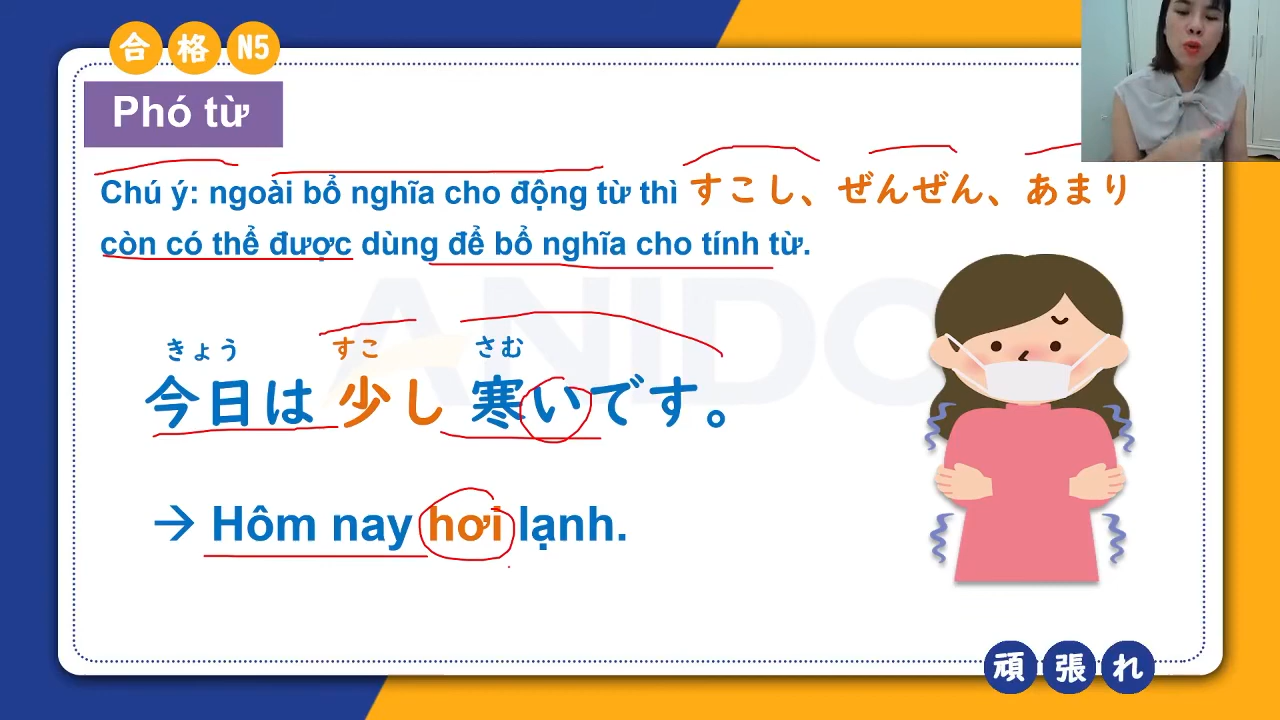 合格 N5
Phó từ
Chú ý: ngoài bổ nghĩa cho động từ thì すこし、ぜんぜん、あまり
còn có thể được dùng để bổ nghĩa cho tính từ.
ANIDO
きょう すこ さむ
今日は 少し 寒いです。
→ Hôm nay hơi lạnh.
頑張れ